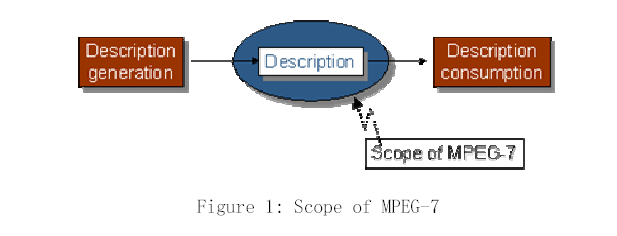 Description
generation
Description
Description
consumption
Scope of MPEG-7
Figure 1: Scope of MPEG-7